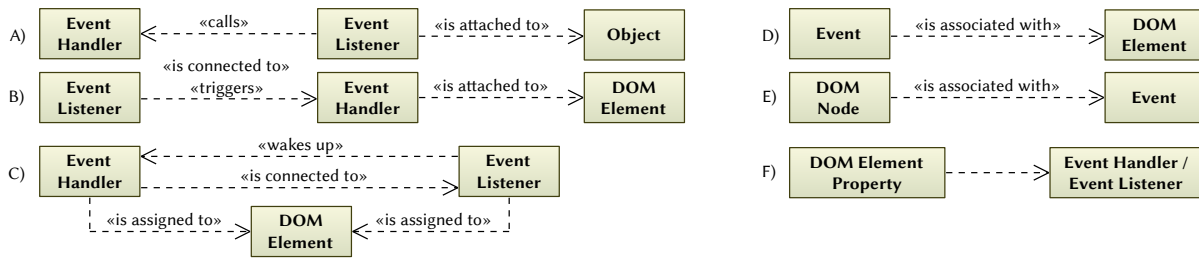 A)
Event
Handler
«calls»
Event
Listener
«is attached to»
Object
B)
Event
Listener
«is connected to»
«triggers»
Event
Handler
«is attached to»
DOM
Element
C)
Event
Handler
«wakes up»
«is connected to»
Event
Listener
«is assigned to»
DOM
Element
«is assigned to»
D)
Event
«is associated with»
DOM
Element
E)
DOM
Node
«is associated with»
Event
F)
DOM Element
Property
Event Handler /
Event Listener